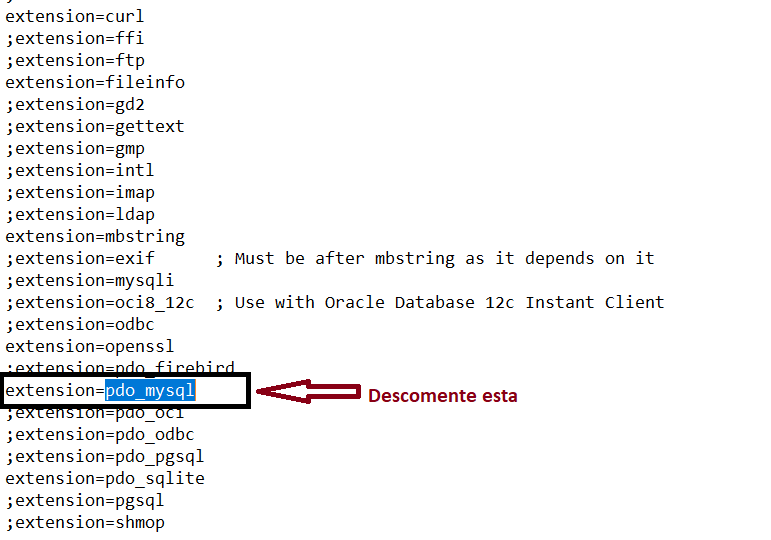 extension=curl
;extension=ffi
;extension=ftp
extension=fileinfo
;extension=gd2
;extension=gettext
;extension=gmp
;extension=intl
;extension=imap
;extension=ldap
extension=mbstring
;extension=exif      ; Must be after mbstring as it depends on it
;extension=mysqli
;extension=oci8_12c  ; Use with Oracle Database 12c Instant Client
;extension=odbc
extension=openssl
;extension=pdo_firebird
extension=pdo_mysql
Descomente esta
;extension=pdo_oci
;extension=pdo_odbc
;extension=pdo_pgsql
extension=pdo_sqlite
;extension=pgsql
;extension=shmop